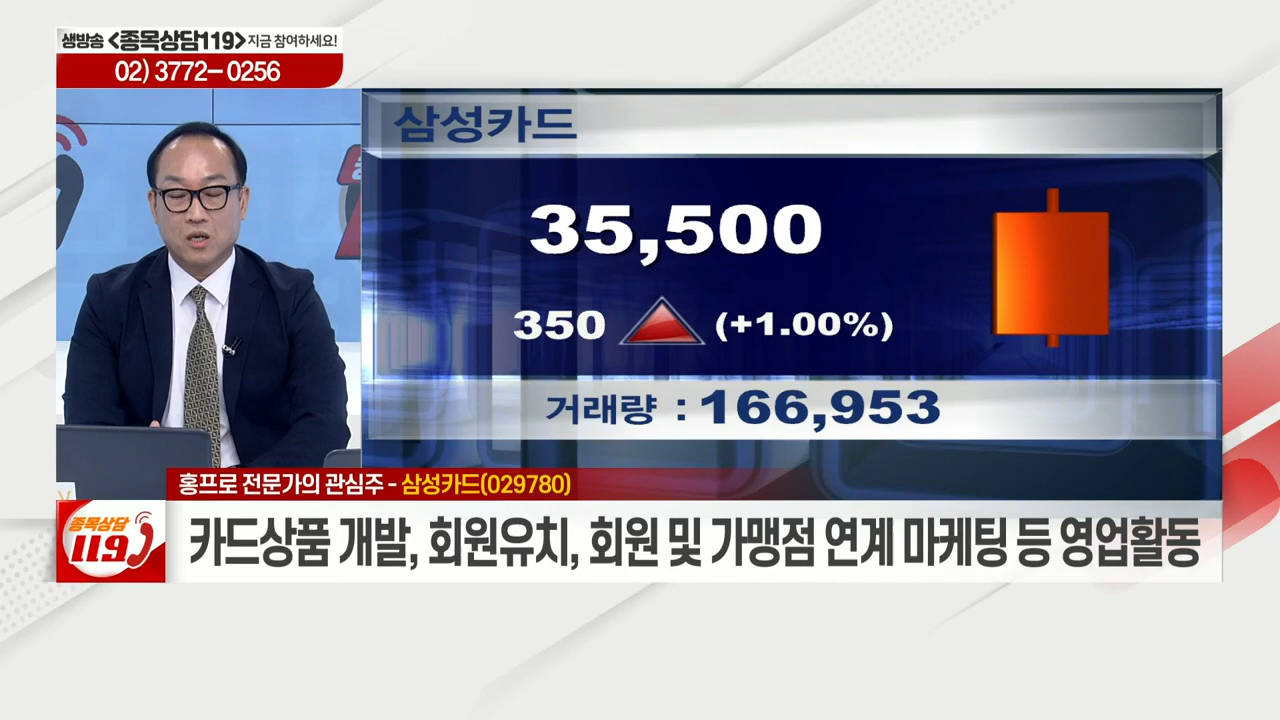 생방송 <종목상담119> 지금 참여하세요!
02) 3772-0256
삼성카드
35,500
350 (+1.00%)
거래량 : 166,953
홍프로 전문가의 관심주 - 삼성카드(029780)
종목상담
119
카드상품 개발, 회원유치, 회원 및 가맹점 연계 마케팅 등 영업활동